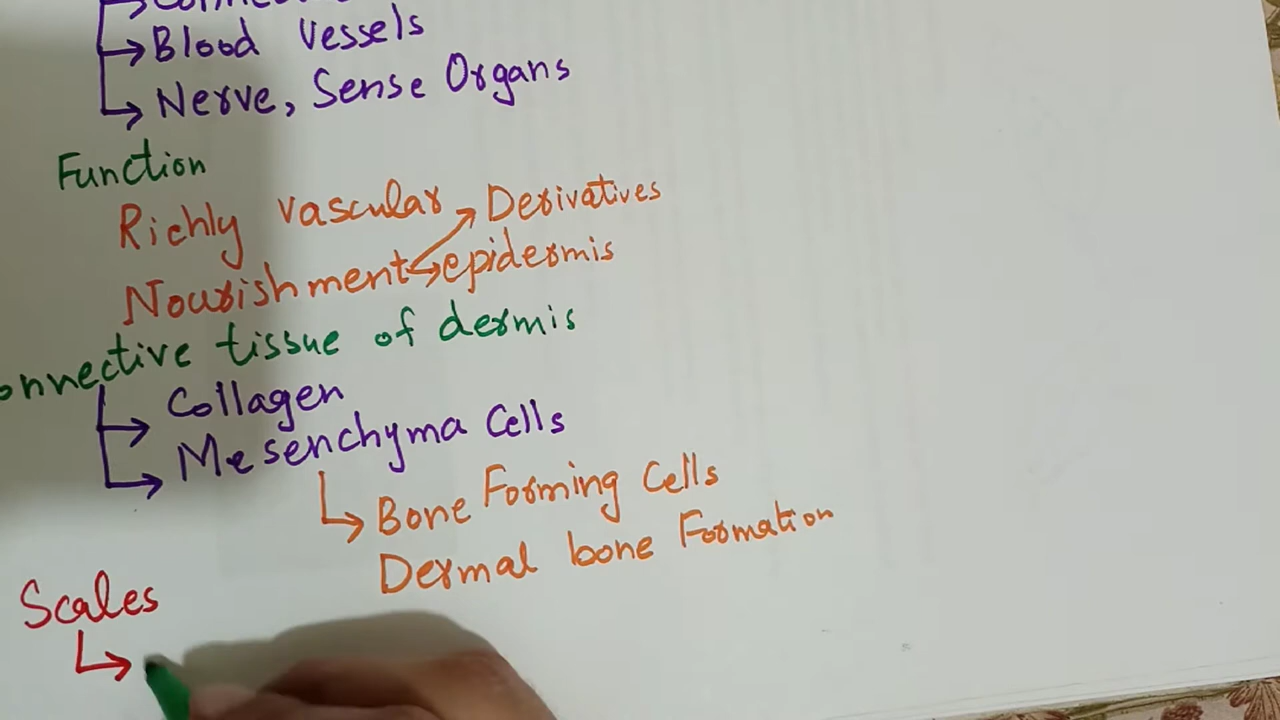 Blood Vessels
Nerve, Sense Organs
Function
Richly vascular
Derivatives
Nourishment
epidermis
onnective tissue of dermis
Collagen
Mesenchyma Cells
Bone Forming Cells
Dermal bone Formation
Scales